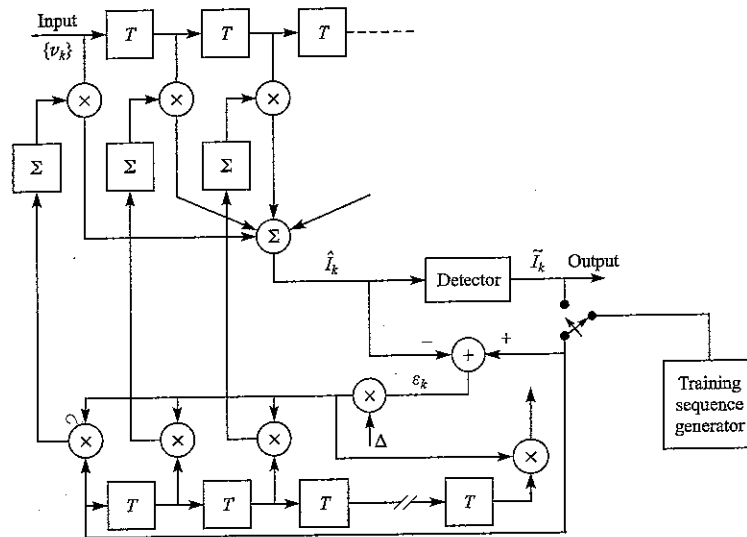 Input
{v_k}
T
T
T
×
×
×
Σ
Σ
Σ
Σ
Î_k
Detector
Ĩ_k
Output
−
+
+
ε_k
×
Δ
Training
sequence
generator
×
×
×
×
T
T
T
T